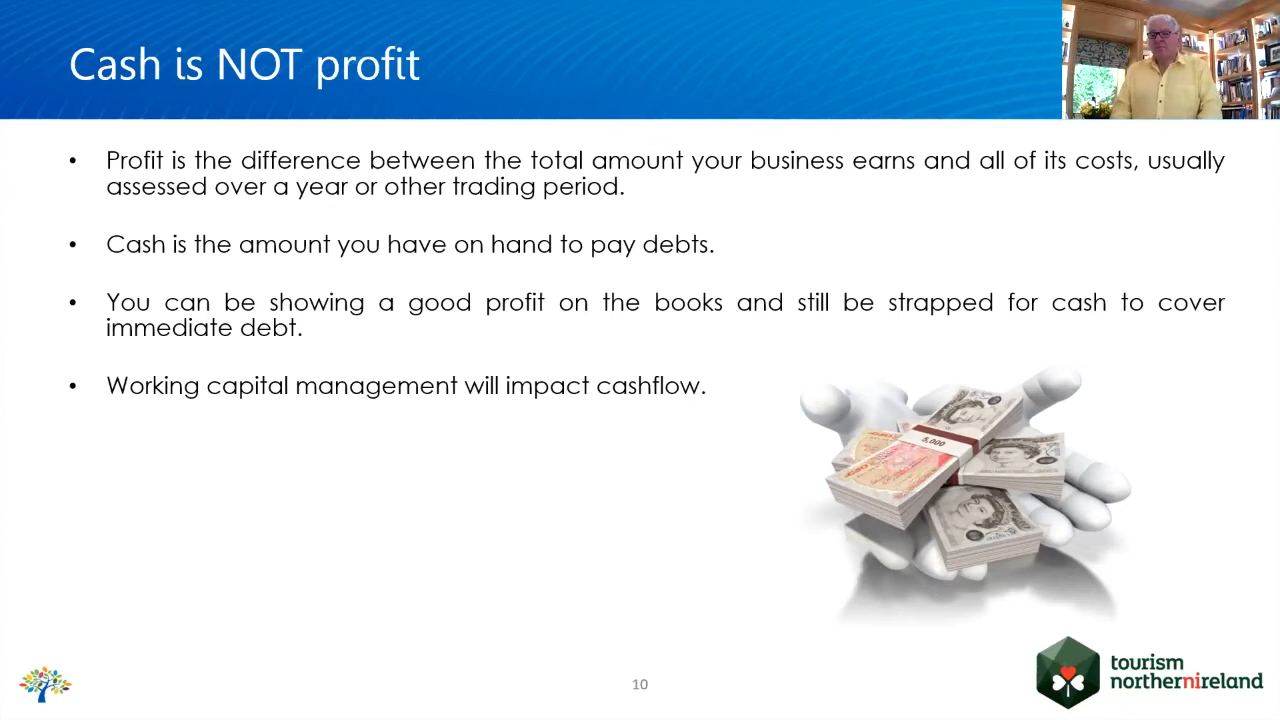 Cash is NOT profit
• Profit is the difference between the total amount your business earns and all of its costs, usually
assessed over a year or other trading period.
• Cash is the amount you have on hand to pay debts.
• You can be showing a good profit on the books and still be strapped for cash to cover
immediate debt.
• Working capital management will impact cashflow.
5,000
10
tourism
northernireland